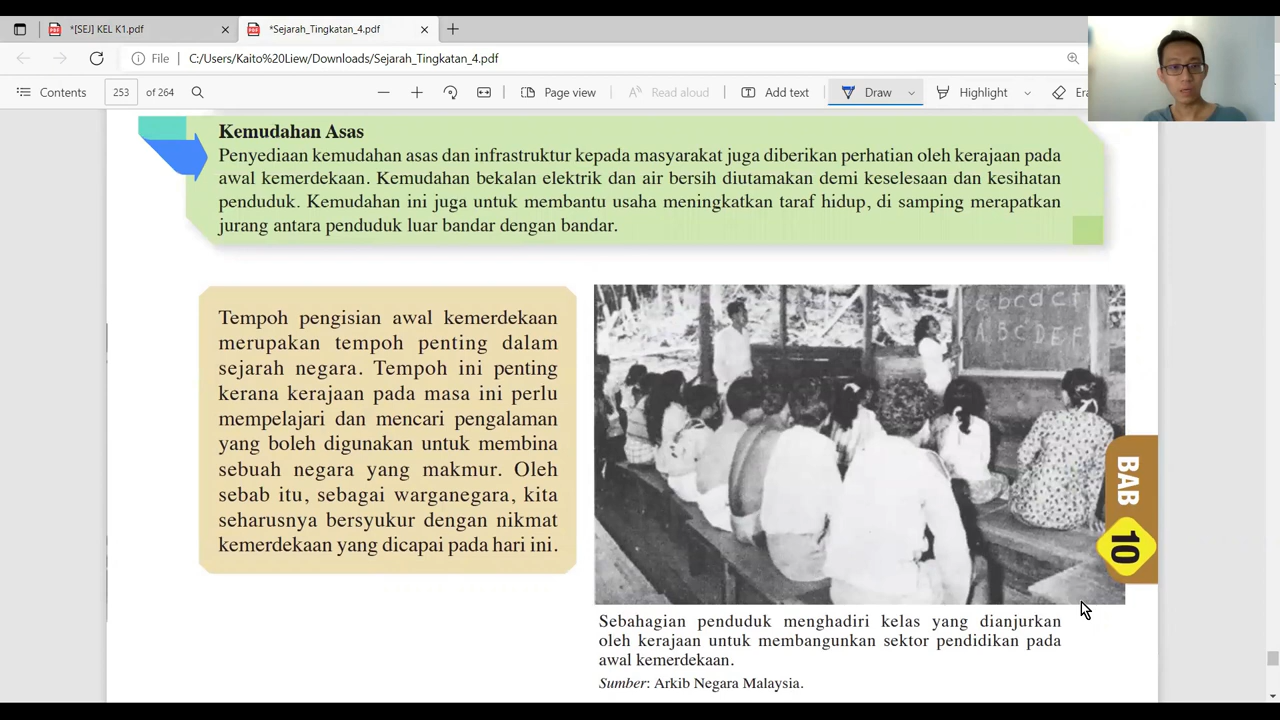 *[SEJ] KEL K1.pdf
*Sejarah_Tingkatan_4.pdf
File
C:/Users/Kaito%20Liew/Downloads/Sejarah_Tingkatan_4.pdf
Contents
253
of 264
Page view
Read aloud
Add text
Draw
Highlight
Era
Kemudahan Asas
Penyediaan kemudahan asas dan infrastruktur kepada masyarakat juga diberikan perhatian oleh kerajaan pada
awal kemerdekaan. Kemudahan bekalan elektrik dan air bersih diutamakan demi keselesaan dan kesihatan
penduduk. Kemudahan ini juga untuk membantu usaha meningkatkan taraf hidup, di samping merapatkan
jurang antara penduduk luar bandar dengan bandar.
Tempoh pengisian awal kemerdekaan
merupakan tempoh penting dalam
sejarah negara. Tempoh ini penting
kerana kerajaan pada masa ini perlu
mempelajari dan mencari pengalaman
yang boleh digunakan untuk membina
sebuah negara yang makmur. Oleh
sebab itu, sebagai warganegara, kita
seharusnya bersyukur dengan nikmat
kemerdekaan yang dicapai pada hari ini.
a b c d e f
A B C D E F
BAB
10
Sebahagian penduduk menghadiri kelas yang dianjurkan
oleh kerajaan untuk membangunkan sektor pendidikan pada
awal kemerdekaan.
Sumber: Arkib Negara Malaysia.